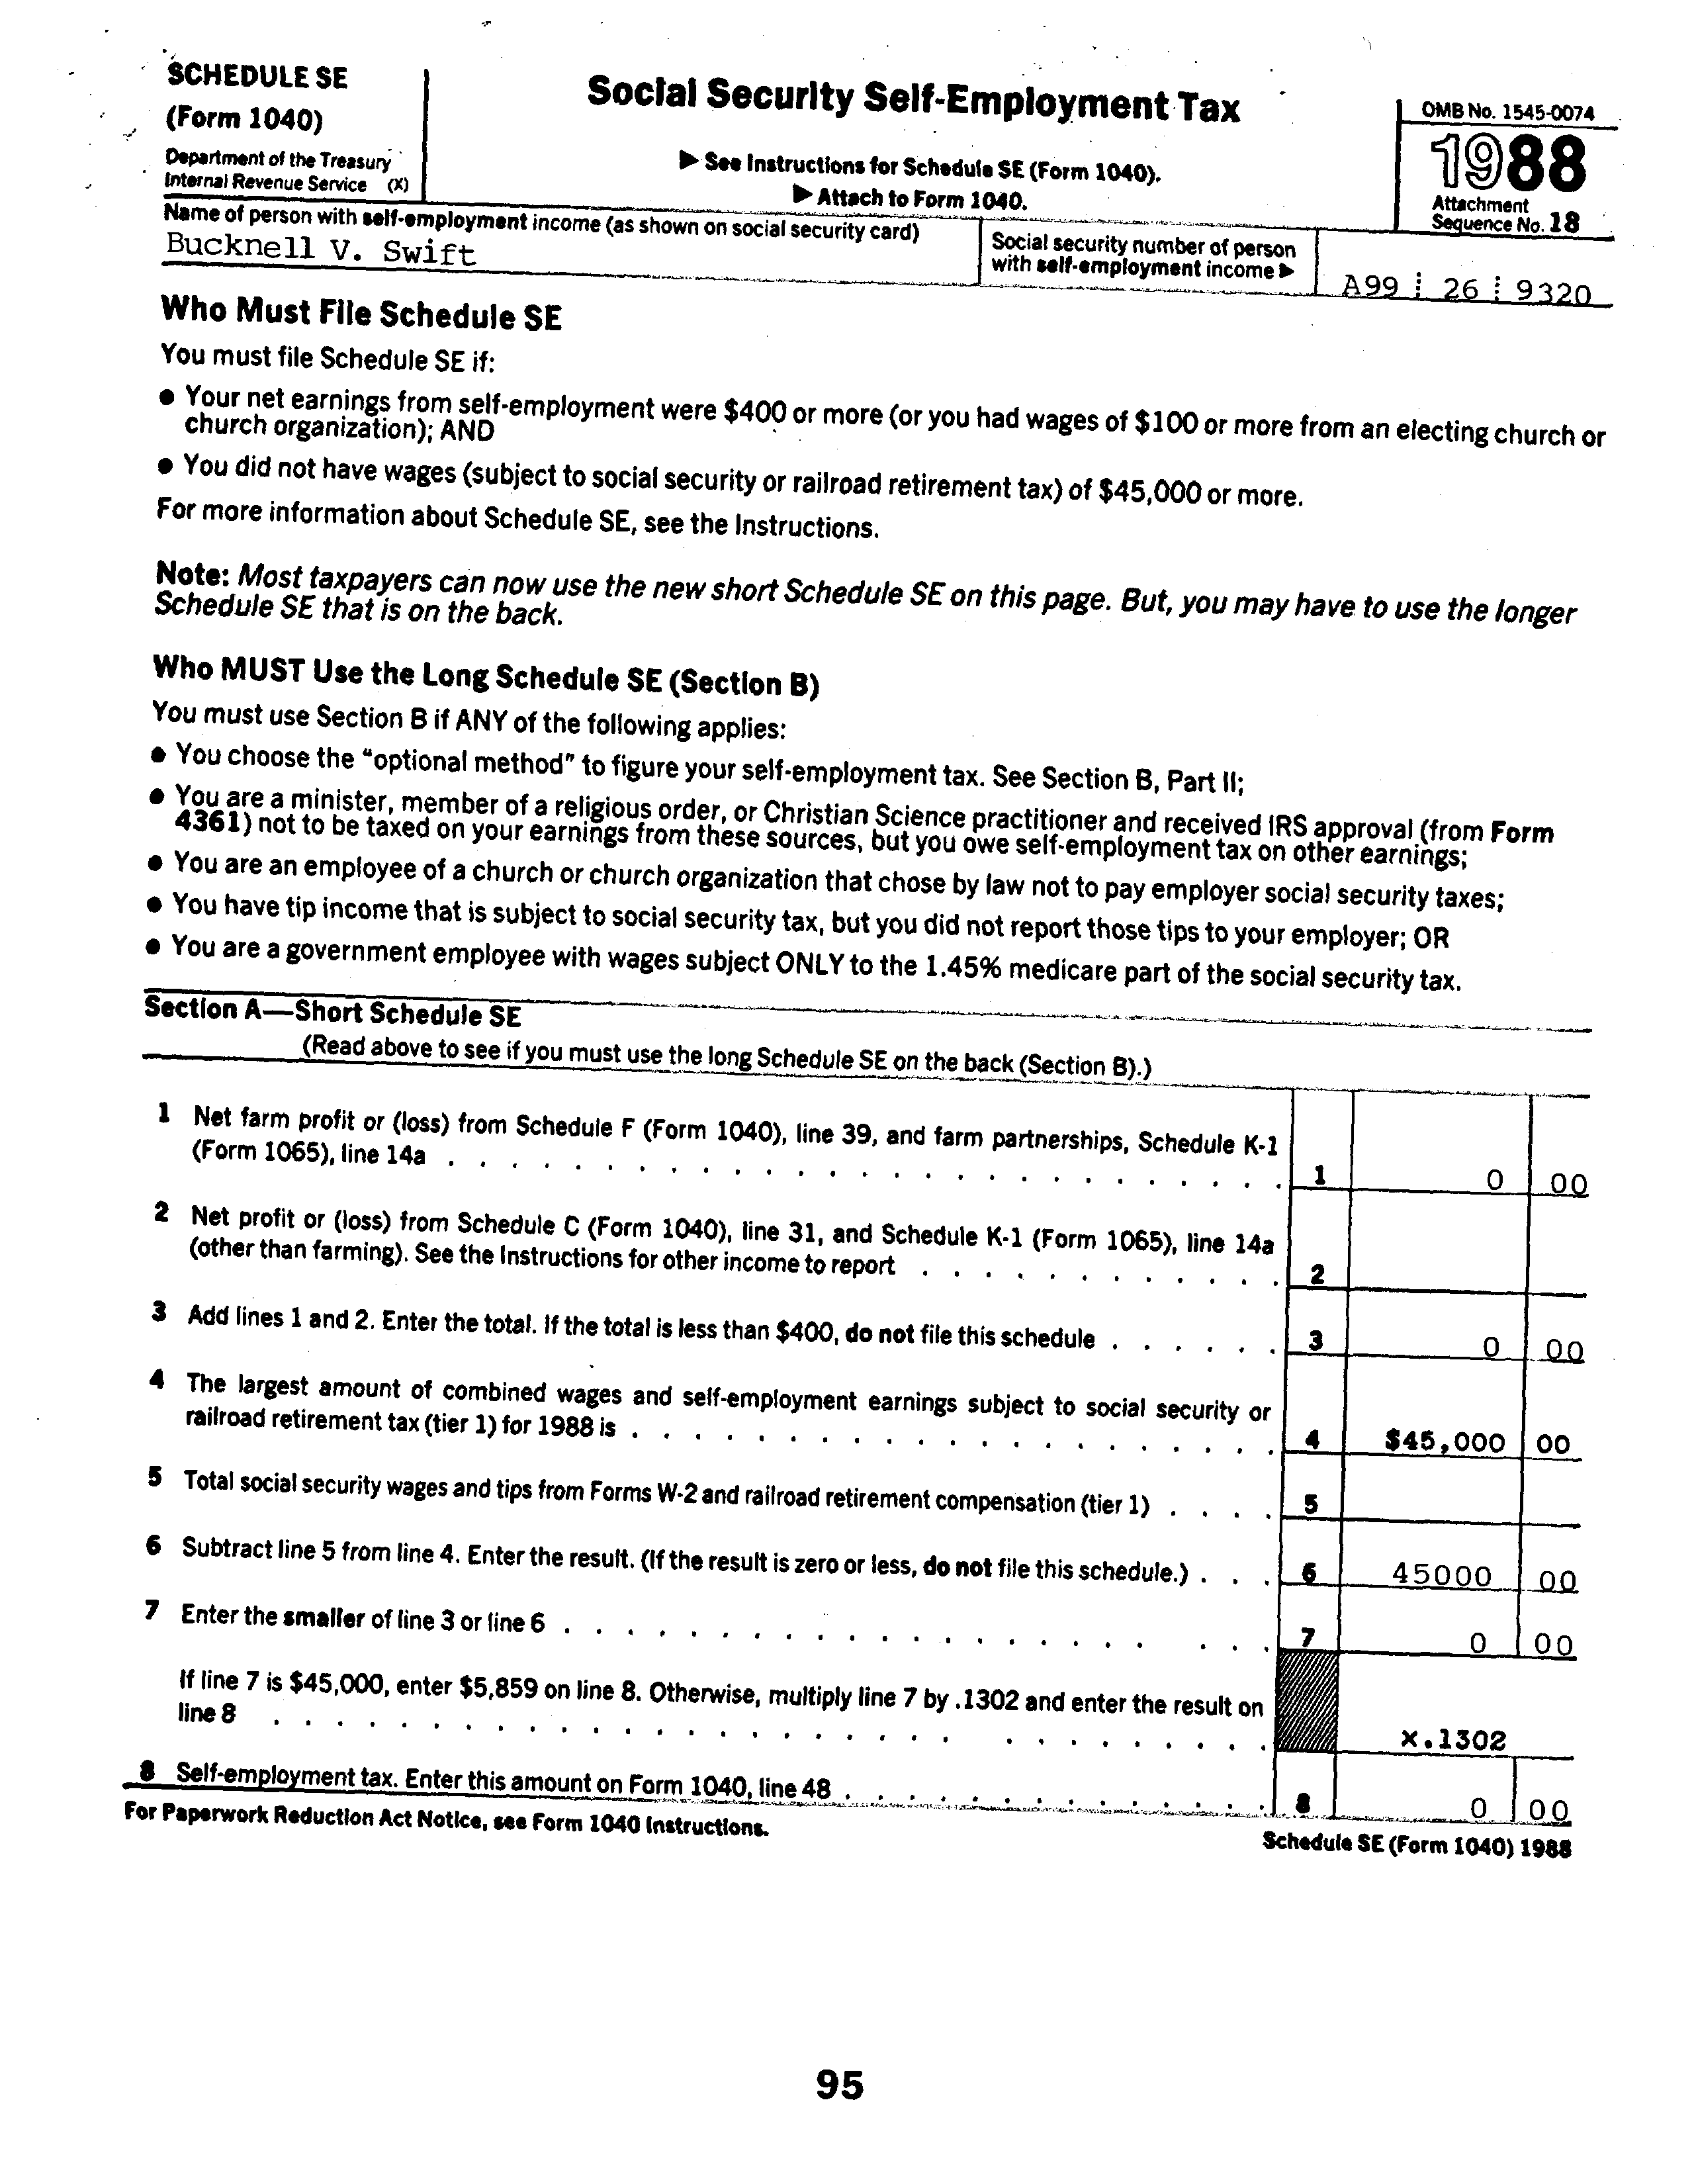 SCHEDULE SE
(Form 1040)
Department of the Treasury
Internal Revenue Service (X)
Social Security Self-Employment Tax
▶ See Instructions for Schedule SE (Form 1040).
▶ Attach to Form 1040.
OMB No. 1545-0074
1988
Attachment
Sequence No. 18
Name of person with self-employment income (as shown on social security card)
Bucknell V. Swift
Social security number of person
with self-employment income ▶
A99 26 9320
Who Must File Schedule SE
You must file Schedule SE if:
● Your net earnings from self-employment were $400 or more (or you had wages of $100 or more from an electing church or
church organization); AND
● You did not have wages (subject to social security or railroad retirement tax) of $45,000 or more.
For more information about Schedule SE, see the Instructions.
Note: Most taxpayers can now use the new short Schedule SE on this page. But, you may have to use the longer
Schedule SE that is on the back.
Who MUST Use the Long Schedule SE (Section B)
You must use Section B if ANY of the following applies:
● You choose the "optional method" to figure your self-employment tax. See Section B, Part II;
● You are a minister, member of a religious order, or Christian Science practitioner and received IRS approval (from Form
4361) not to be taxed on your earnings from these sources, but you owe self-employment tax on other earnings;
● You are an employee of a church or church organization that chose by law not to pay employer social security taxes;
● You have tip income that is subject to social security tax, but you did not report those tips to your employer; OR
● You are a government employee with wages subject ONLY to the 1.45% medicare part of the social security tax.
Section A—Short Schedule SE
(Read above to see if you must use the long Schedule SE on the back (Section B).)
1 Net farm profit or (loss) from Schedule F (Form 1040), line 39, and farm partnerships, Schedule K-1
(Form 1065), line 14a . . . . . . . . . . . . . . . . . . . . . . . . . . . 1 0 00
2 Net profit or (loss) from Schedule C (Form 1040), line 31, and Schedule K-1 (Form 1065), line 14a
(other than farming). See the Instructions for other income to report . . . . . . . . . . . . 2
3 Add lines 1 and 2. Enter the total. If the total is less than $400, do not file this schedule . . . . . . 3 0 00
4 The largest amount of combined wages and self-employment earnings subject to social security or
railroad retirement tax (tier 1) for 1988 is . . . . . . . . . . . . . . . . . . . . . 4 $45,000 00
5 Total social security wages and tips from Forms W-2 and railroad retirement compensation (tier 1) . . . . 5
6 Subtract line 5 from line 4. Enter the result. (If the result is zero or less, do not file this schedule.) . . . 6 45000 00
7 Enter the smaller of line 3 or line 6 . . . . . . . . . . . . . . . . . . . . . . 7 0 00
If line 7 is $45,000, enter $5,859 on line 8. Otherwise, multiply line 7 by .1302 and enter the result on
line 8 . . . . . . . . . . . . . . . . . . . . . . . . . . . . . . . x.1302
8 Self-employment tax. Enter this amount on Form 1040, line 48 . . . . . . . . . . . . . . 8 0 00
For Paperwork Reduction Act Notice, see Form 1040 Instructions.
Schedule SE (Form 1040) 1988
95